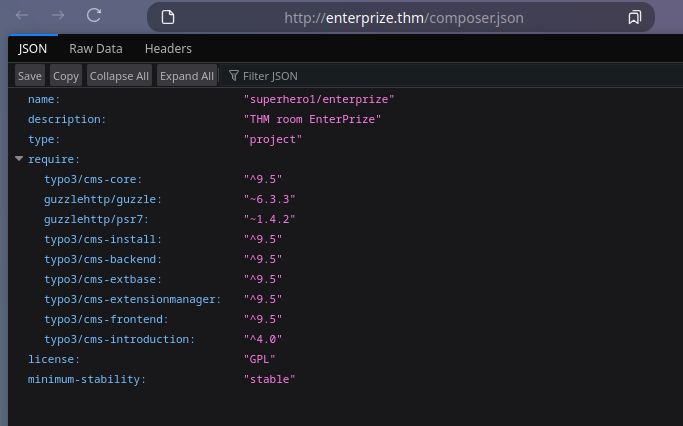 http://enterprize.thm/composer.json
JSON Raw Data Headers
Save Copy Collapse All Expand All Filter JSON
name: "superhero1/enterprize"
description: "THM room EnterPrize"
type: "project"
require:
typo3/cms-core: "^9.5"
guzzlehttp/guzzle: "~6.3.3"
guzzlehttp/psr7: "~1.4.2"
typo3/cms-install: "^9.5"
typo3/cms-backend: "^9.5"
typo3/cms-extbase: "^9.5"
typo3/cms-extensionmanager: "^9.5"
typo3/cms-frontend: "^9.5"
typo3/cms-introduction: "^4.0"
license: "GPL"
minimum-stability: "stable"